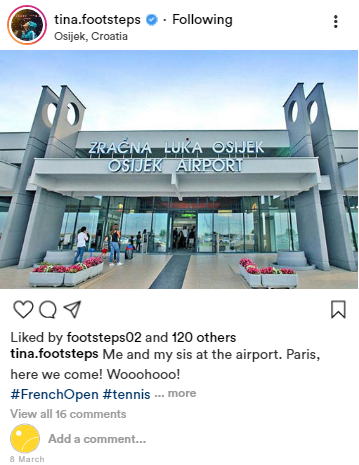 tina.footsteps · Following
Osijek, Croatia
ZRAČNA LUKA OSIJEK
OSIJEK AIRPORT
Liked by footsteps02 and 120 others
tina.footsteps Me and my sis at the airport. Paris,
here we come! Wooohooo!
#FrenchOpen #tennis ... more
View all 16 comments
Add a comment...
8 March